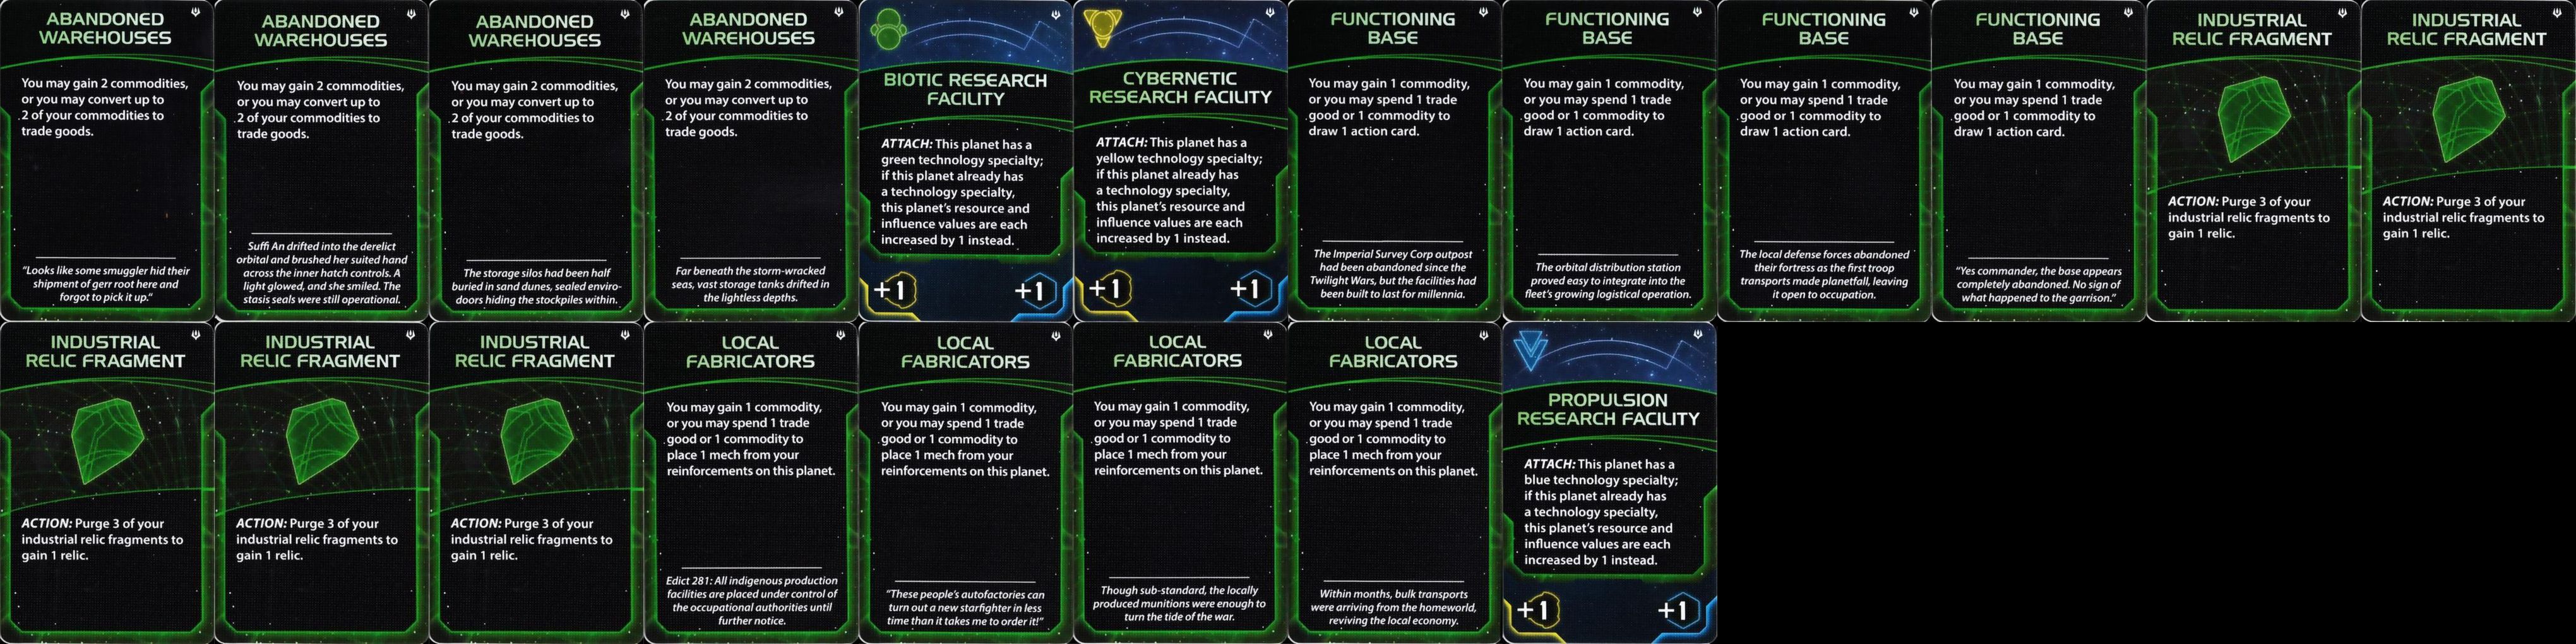 ABANDONED
WAREHOUSES
You may gain 2 commodities,
or you may convert up to
2 of your commodities to
trade goods.
"Looks like some smuggler hid their
shipment of gerr root here and
forgot to pick it up."
ABANDONED
WAREHOUSES
You may gain 2 commodities,
or you may convert up to
2 of your commodities to
trade goods.
Suffi An drifted into the derelict
orbital and brushed her suited hand
across the inner hatch controls. A
light glowed, and she smiled. The
stasis seals were still operational.
ABANDONED
WAREHOUSES
You may gain 2 commodities,
or you may convert up to
2 of your commodities to
trade goods.
The storage silos had been half
buried in sand dunes, sealed enviro-
doors hiding the stockpiles within.
ABANDONED
WAREHOUSES
You may gain 2 commodities,
or you may convert up to
2 of your commodities to
trade goods.
Far beneath the storm-wracked
seas, vast storage tanks drifted in
the lightless depths.
BIOTIC RESEARCH
FACILITY
ATTACH: This planet has a
green technology specialty;
if this planet already has
a technology specialty,
this planet's resource and
influence values are each
increased by 1 instead.
+1 +1
CYBERNETIC
RESEARCH FACILITY
ATTACH: This planet has a
yellow technology specialty;
if this planet already has
a technology specialty,
this planet's resource and
influence values are each
increased by 1 instead.
+1 +1
FUNCTIONING
BASE
You may gain 1 commodity,
or you may spend 1 trade
good or 1 commodity to
draw 1 action card.
The Imperial Survey Corp outpost
had been abandoned since the
Twilight Wars, but the facilities had
been built to last for millennia.
FUNCTIONING
BASE
You may gain 1 commodity,
or you may spend 1 trade
good or 1 commodity to
draw 1 action card.
The orbital distribution station
proved easy to integrate into the
fleet's growing logistical operation.
FUNCTIONING
BASE
You may gain 1 commodity,
or you may spend 1 trade
good or 1 commodity to
draw 1 action card.
The local defense forces abandoned
their fortress as the first troop
transports made planetfall, leaving
it open to occupation.
FUNCTIONING
BASE
You may gain 1 commodity,
or you may spend 1 trade
good or 1 commodity to
draw 1 action card.
"Yes commander, the base appears
completely abandoned. No sign of
what happened to the garrison."
INDUSTRIAL
RELIC FRAGMENT
ACTION: Purge 3 of your
industrial relic fragments to
gain 1 relic.
INDUSTRIAL
RELIC FRAGMENT
ACTION: Purge 3 of your
industrial relic fragments to
gain 1 relic.
INDUSTRIAL
RELIC FRAGMENT
ACTION: Purge 3 of your
industrial relic fragments to
gain 1 relic.
INDUSTRIAL
RELIC FRAGMENT
ACTION: Purge 3 of your
industrial relic fragments to
gain 1 relic.
INDUSTRIAL
RELIC FRAGMENT
ACTION: Purge 3 of your
industrial relic fragments to
gain 1 relic.
LOCAL
FABRICATORS
You may gain 1 commodity,
or you may spend 1 trade
good or 1 commodity to
place 1 mech from your
reinforcements on this planet.
Edict 281: All indigenous production
facilities are placed under control of
the occupational authorities until
further notice.
LOCAL
FABRICATORS
You may gain 1 commodity,
or you may spend 1 trade
good or 1 commodity to
place 1 mech from your
reinforcements on this planet.
"These people's autofactories can
turn out a new starfighter in less
time than it takes me to order it!"
LOCAL
FABRICATORS
You may gain 1 commodity,
or you may spend 1 trade
good or 1 commodity to
place 1 mech from your
reinforcements on this planet.
Though sub-standard, the locally
produced munitions were enough to
turn the tide of the war.
LOCAL
FABRICATORS
You may gain 1 commodity,
or you may spend 1 trade
good or 1 commodity to
place 1 mech from your
reinforcements on this planet.
Within months, bulk transports
were arriving from the homeworld,
reviving the local economy.
PROPULSION
RESEARCH FACILITY
ATTACH: This planet has a
blue technology specialty;
if this planet already has
a technology specialty,
this planet's resource and
influence values are each
increased by 1 instead.
+1 +1